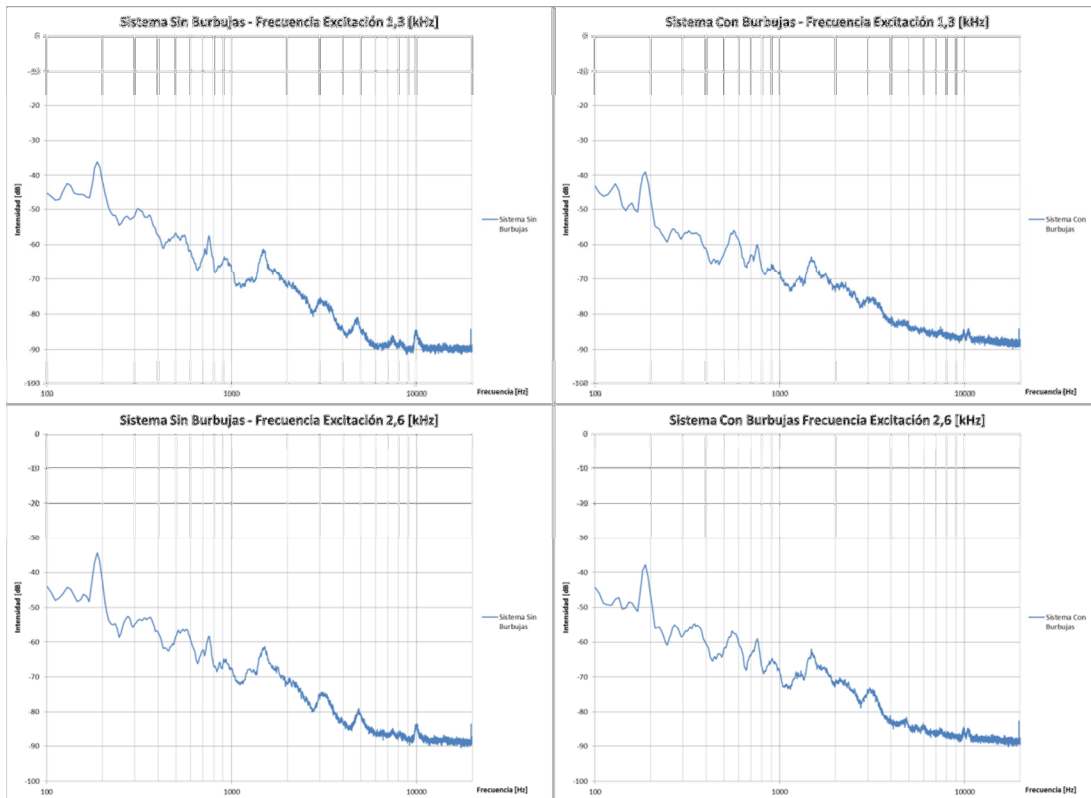 Sistema Sin Burbujas - Frecuencia Excitación 1,3 [kHz]
0
-10
-20
-30
-40
-50
-60
-70
-80
-90
-100
Intensidad [dB]
100
1000
10000
Frecuencia [Hz]
Sistema Sin
Burbujas
Sistema Con Burbujas - Frecuencia Excitación 1,3 [kHz]
0
-10
-20
-30
-40
-50
-60
-70
-80
-90
-100
Intensidad [dB]
100
1000
10000
Frecuencia [Hz]
Sistema Con
Burbujas
Sistema Sin Burbujas - Frecuencia Excitación 2,6 [kHz]
0
-10
-20
-30
-40
-50
-60
-70
-80
-90
-100
Intensidad [dB]
100
1000
10000
Frecuencia [Hz]
Sistema Sin
Burbujas
Sistema Con Burbujas Frecuencia Excitación 2,6 [kHz]
0
-10
-20
-30
-40
-50
-60
-70
-80
-90
-100
Intensidad [dB]
100
1000
10000
Frecuencia [Hz]
Sistema Con
Burbujas